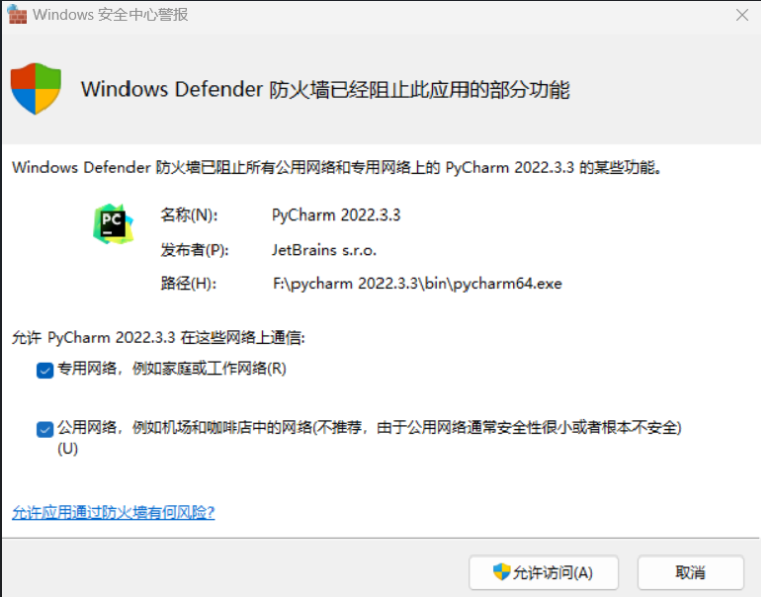 Windows 安全中心警报
Windows Defender 防火墙已经阻止此应用的部分功能
Windows Defender 防火墙已阻止所有公用网络和专用网络上的 PyCharm 2022.3.3 的某些功能。
PC
名称(N): PyCharm 2022.3.3
发布者(P): JetBrains s.r.o.
路径(H): F:\pycharm 2022.3.3\bin\pycharm64.exe
允许 PyCharm 2022.3.3 在这些网络上通信:
专用网络，例如家庭或工作网络(R)
公用网络，例如机场和咖啡店中的网络(不推荐，由于公用网络通常安全性很小或者根本不安全)
(U)
允许应用通过防火墙有何风险?
允许访问(A) 取消